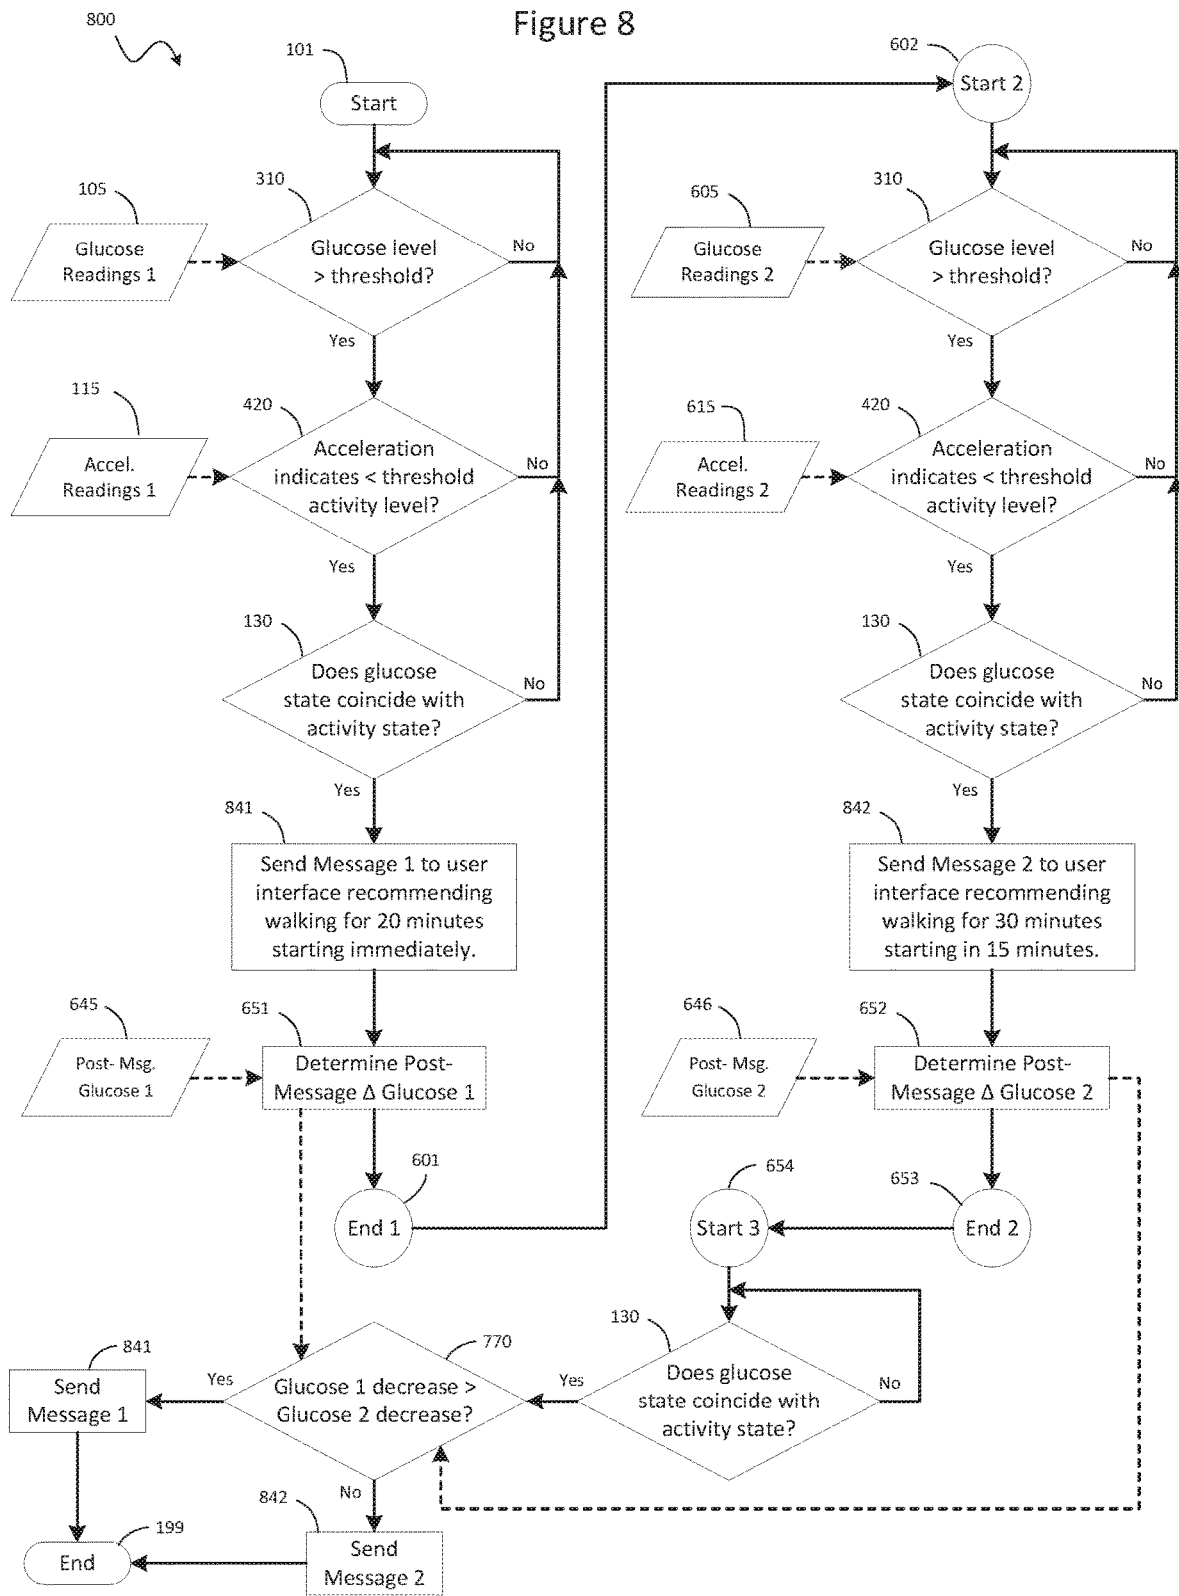 Figure 8
800
101
Start
602
Start 2
105
Glucose
Readings 1
310
Glucose level
> threshold?
No
Yes
115
Accel.
Readings 1
420
Acceleration
indicates < threshold
activity level?
No
Yes
130
Does glucose
state coincide with
activity state?
No
Yes
841
Send Message 1 to user
interface recommending
walking for 20 minutes
starting immediately.
645
Post- Msg.
Glucose 1
651
Determine Post-
Message Δ Glucose 1
601
End 1
605
Glucose
Readings 2
310
Glucose level
> threshold?
No
Yes
615
Accel.
Readings 2
420
Acceleration
indicates < threshold
activity level?
No
Yes
130
Does glucose
state coincide with
activity state?
No
Yes
842
Send Message 2 to user
interface recommending
walking for 30 minutes
starting in 15 minutes.
646
Post- Msg.
Glucose 2
652
Determine Post-
Message Δ Glucose 2
653
End 2
654
Start 3
130
Does glucose
state coincide with
activity state?
No
Yes
770
Glucose 1 decrease >
Glucose 2 decrease?
Yes
No
841
Send
Message 1
842
Send
Message 2
199
End